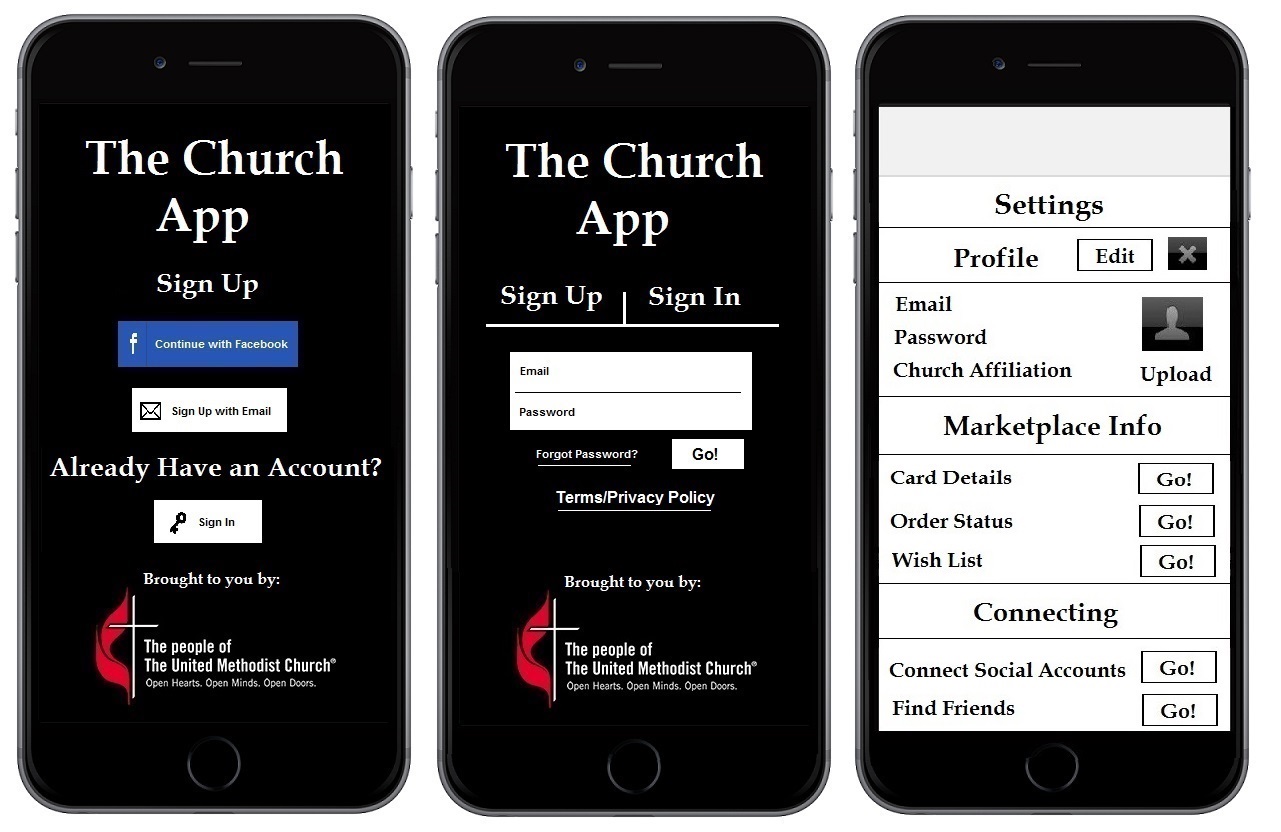 The Church
App
Sign Up
f Continue with Facebook
Sign Up with Email
Already Have an Account?
Sign In
Brought to you by:
The people of
The United Methodist Church®
Open Hearts. Open Minds. Open Doors.
The Church
App
Sign Up Sign In
Email
Password
Forgot Password? Go!
Terms/Privacy Policy
Brought to you by:
The people of
The United Methodist Church®
Open Hearts. Open Minds. Open Doors.
Settings
Profile Edit
Email
Password
Church Affiliation
Upload
Marketplace Info
Card Details Go!
Order Status Go!
Wish List Go!
Connecting
Connect Social Accounts Go!
Find Friends Go!